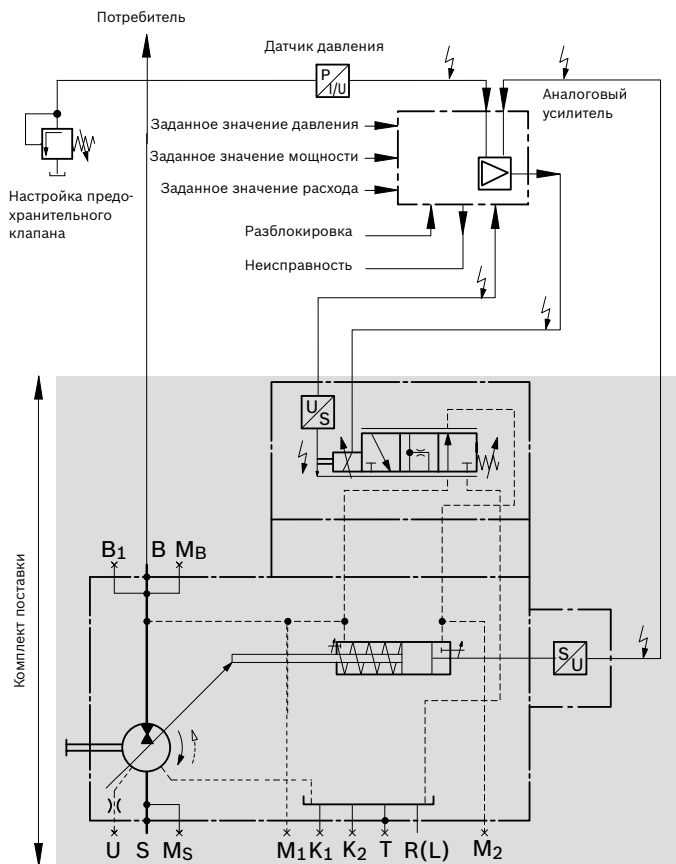 Потребитель
Датчик давления
P
I/U
Аналоговый
усилитель
Заданное значение давления
Заданное значение мощности
Заданное значение расхода
Настройка предо-
хранительного
клапана
Разблокировка
Неисправность
U
S
Комплект поставки
B1 B MB
S
U
U S MS M1 K1 K2 T R(L) M2